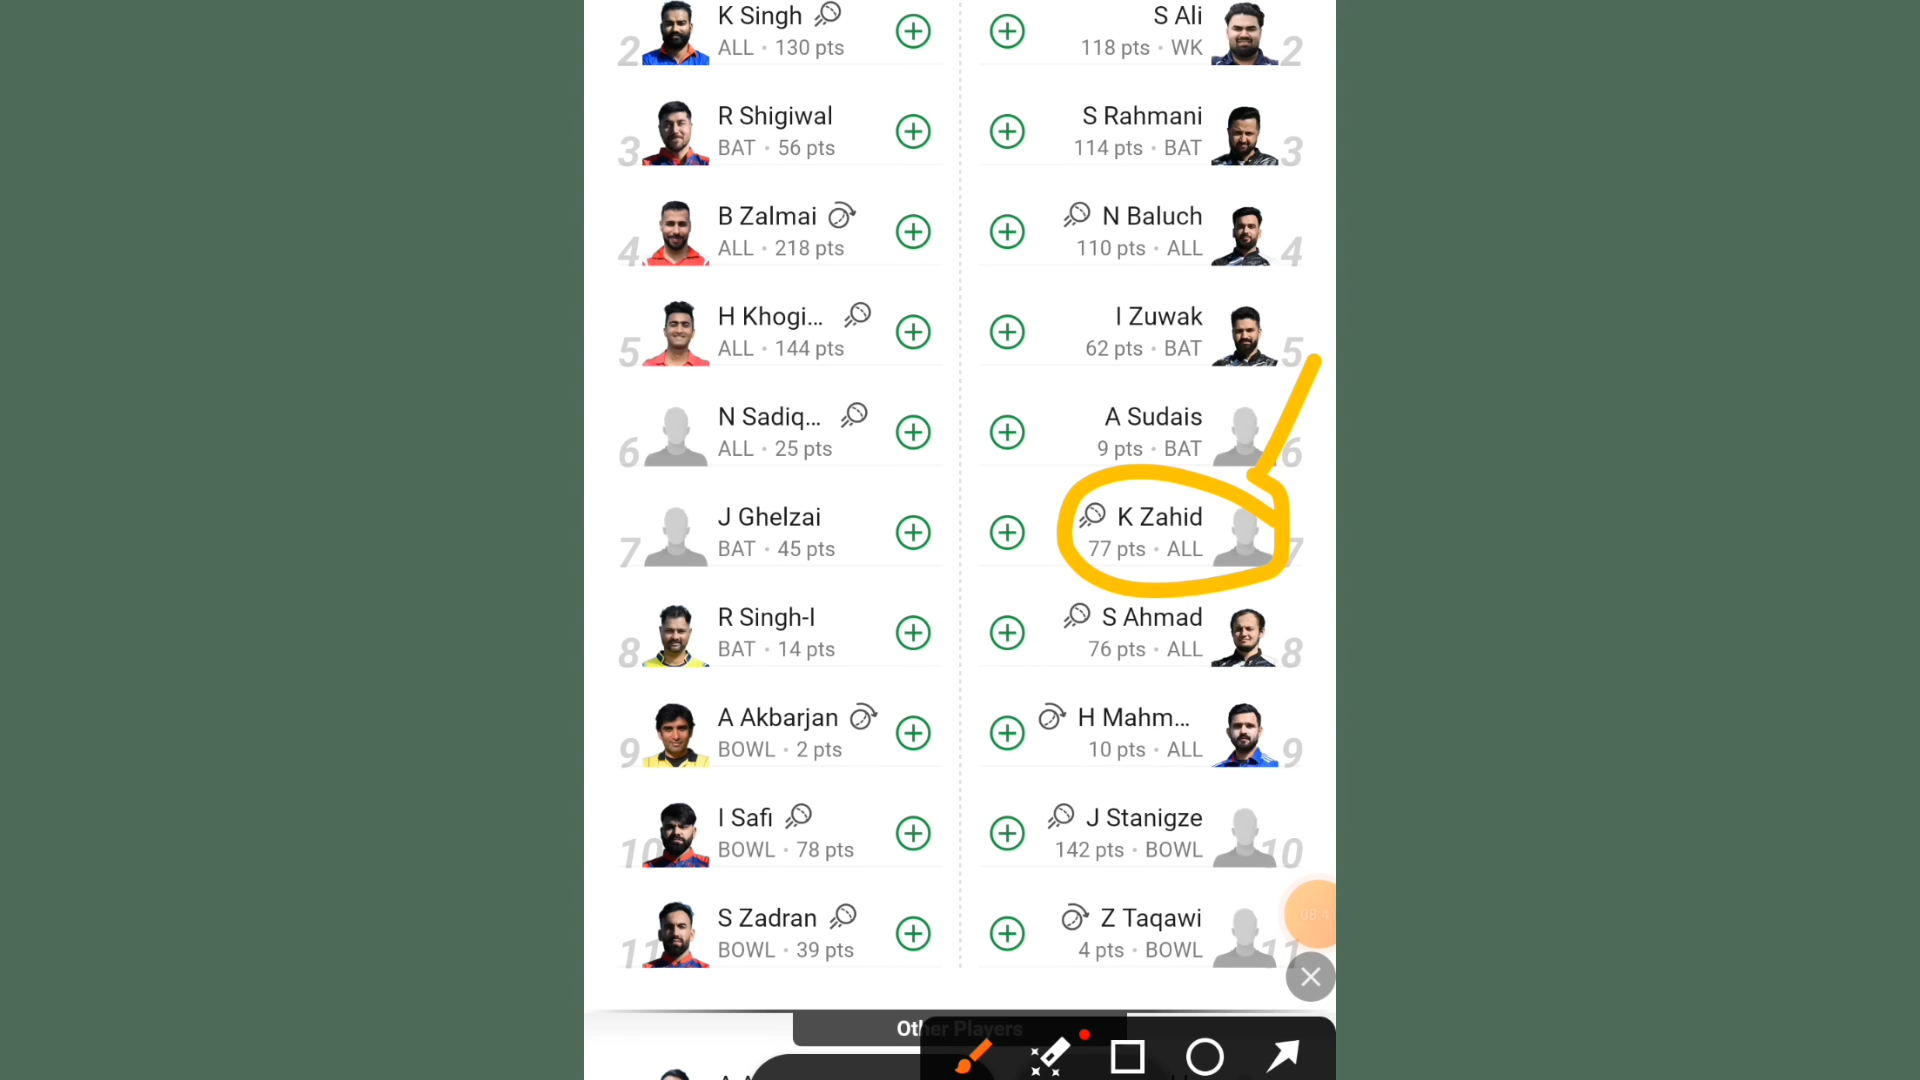 K Singh
ALL • 130 pts
2
S Ali
118 pts • WK
2
R Shigiwal
BAT • 56 pts
3
S Rahmani
114 pts • BAT
3
B Zalmai
ALL • 218 pts
4
N Baluch
110 pts • ALL
4
H Khogi...
ALL • 144 pts
5
I Zuwak
62 pts • BAT
5
N Sadiq...
ALL • 25 pts
6
A Sudais
9 pts • BAT
6
J Ghelzai
BAT • 45 pts
7
K Zahid
77 pts • ALL
7
R Singh-I
BAT • 14 pts
8
S Ahmad
76 pts • ALL
8
A Akbarjan
BOWL • 2 pts
9
H Mahm...
10 pts • ALL
9
I Safi
BOWL • 78 pts
10
J Stanigze
142 pts • BOWL
10
S Zadran
BOWL • 39 pts
11
Z Taqawi
4 pts • BOWL
11
Other Players